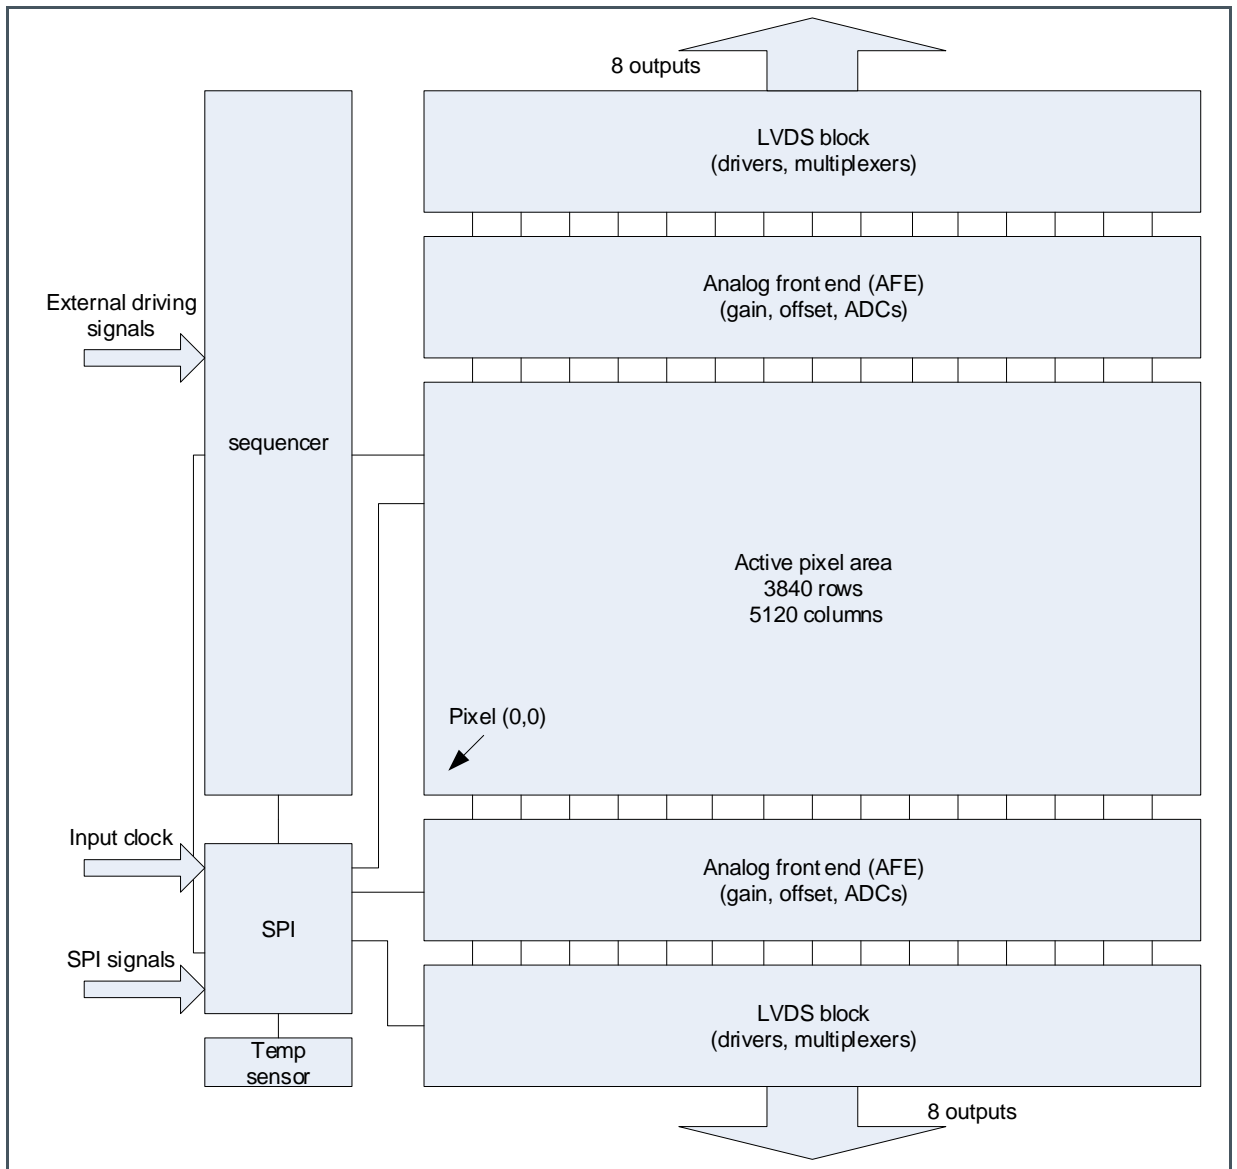 8 outputs
LVDS block
(drivers, multiplexers)
Analog front end (AFE)
(gain, offset, ADCs)
External driving
signals
sequencer
Active pixel area
3840 rows
5120 columns
Pixel (0,0)
Input clock
Analog front end (AFE)
(gain, offset, ADCs)
SPI
SPI signals
LVDS block
(drivers, multiplexers)
Temp
sensor
8 outputs